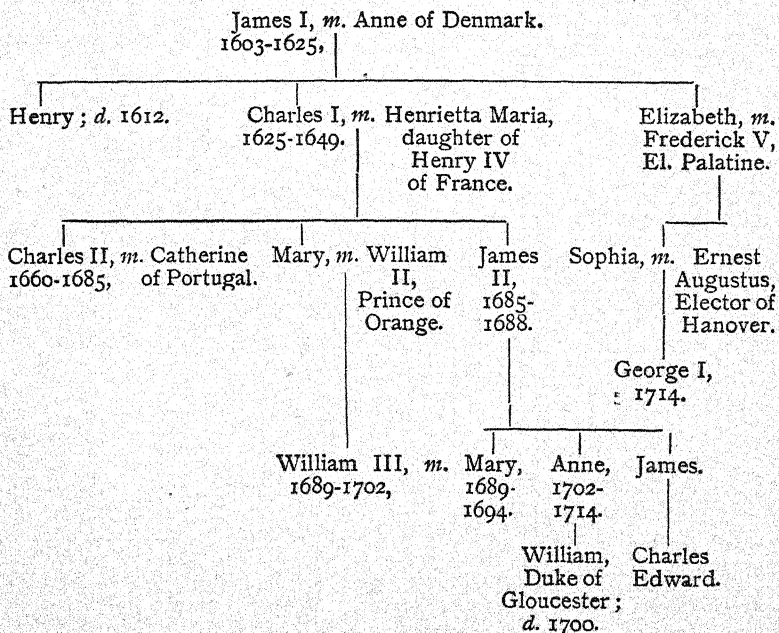 James I, m. Anne of Denmark.
1603-1625,
Henry; d. 1612.
Charles I, m. Henrietta Maria,
1625-1649. daughter of
Henry IV
of France.
Elizabeth, m.
Frederick V,
El. Palatine.
Charles II, m. Catherine
1660-1685, of Portugal.
Mary, m. William
II,
Prince of
Orange.
James
II,
1685-
1688.
Sophia, m. Ernest
Augustus,
Elector of
Hanover.
George I,
1714.
William III, m. Mary,
1689-1702, 1689-
1694.
Anne,
1702-
1714.
James.
William,
Duke of
Gloucester;
d. 1700.
Charles
Edward.